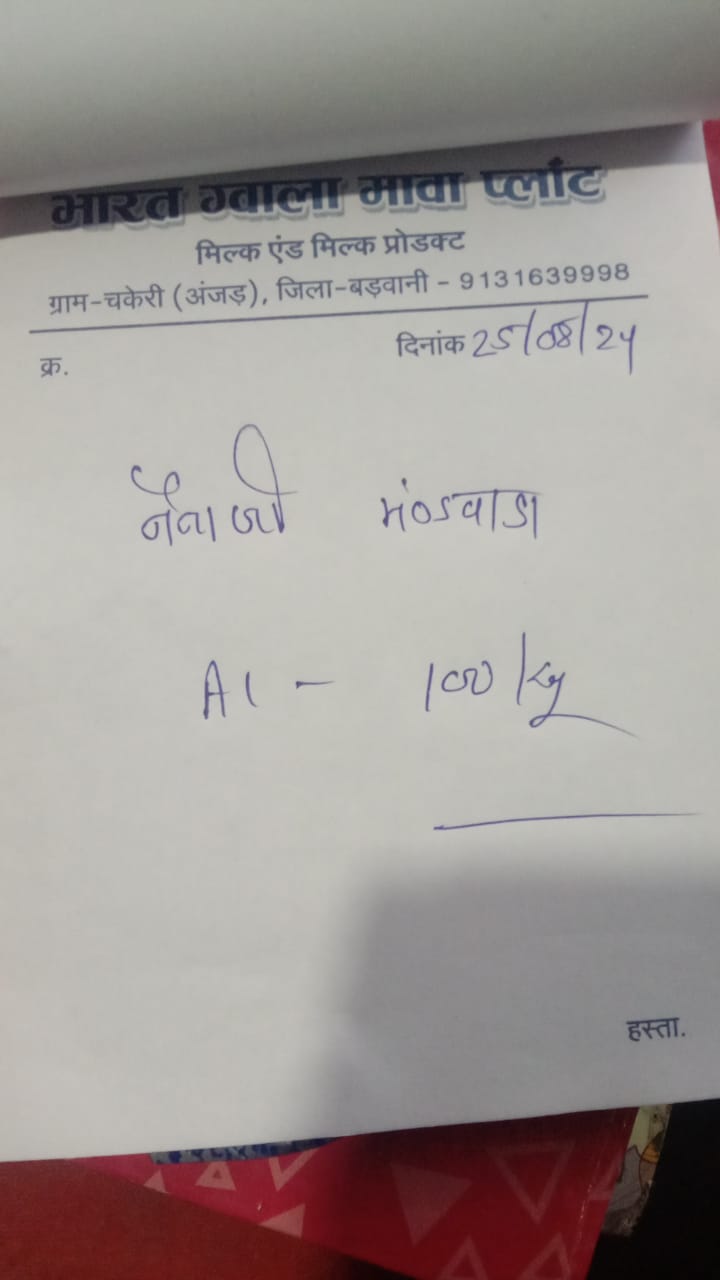 भारत ग्वाला मावा प्लांट
मिल्क एंड मिल्क प्रोडक्ट
ग्राम-चकेरी (अंजड़), जिला-बड़वानी - 9131639998
क्र. दिनांक 25/08/24
नैनाजी मंडवाडा
A1 - 100 kg
हस्ता.